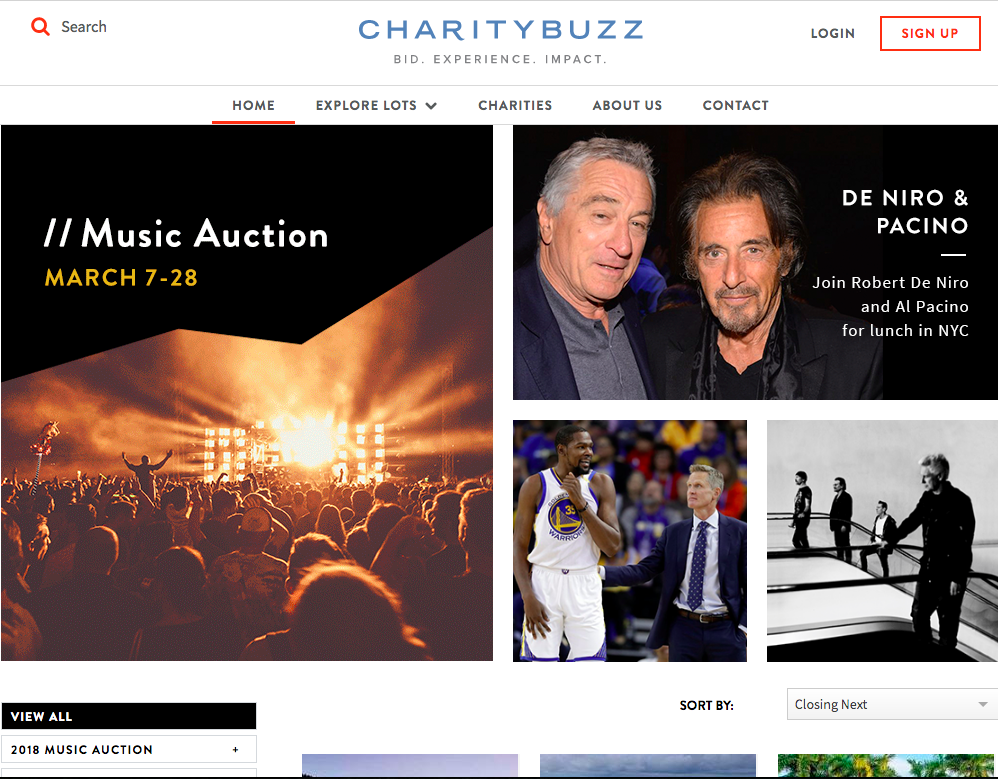 Search
CHARITYBUZZ
BID. EXPERIENCE. IMPACT.
LOGIN
SIGN UP
HOME
EXPLORE LOTS
CHARITIES
ABOUT US
CONTACT
// Music Auction
MARCH 7-28
DE NIRO &
PACINO
Join Robert De Niro
and Al Pacino
for lunch in NYC
35
WARRIORS
SORT BY:
Closing Next
VIEW ALL
2018 MUSIC AUCTION +